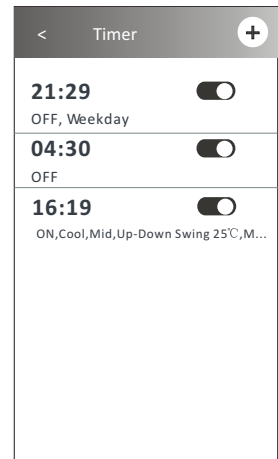 < Timer +
21:29
OFF, Weekday
04:30
OFF
16:19
ON,Cool,Mid,Up-Down Swing 25℃,M...